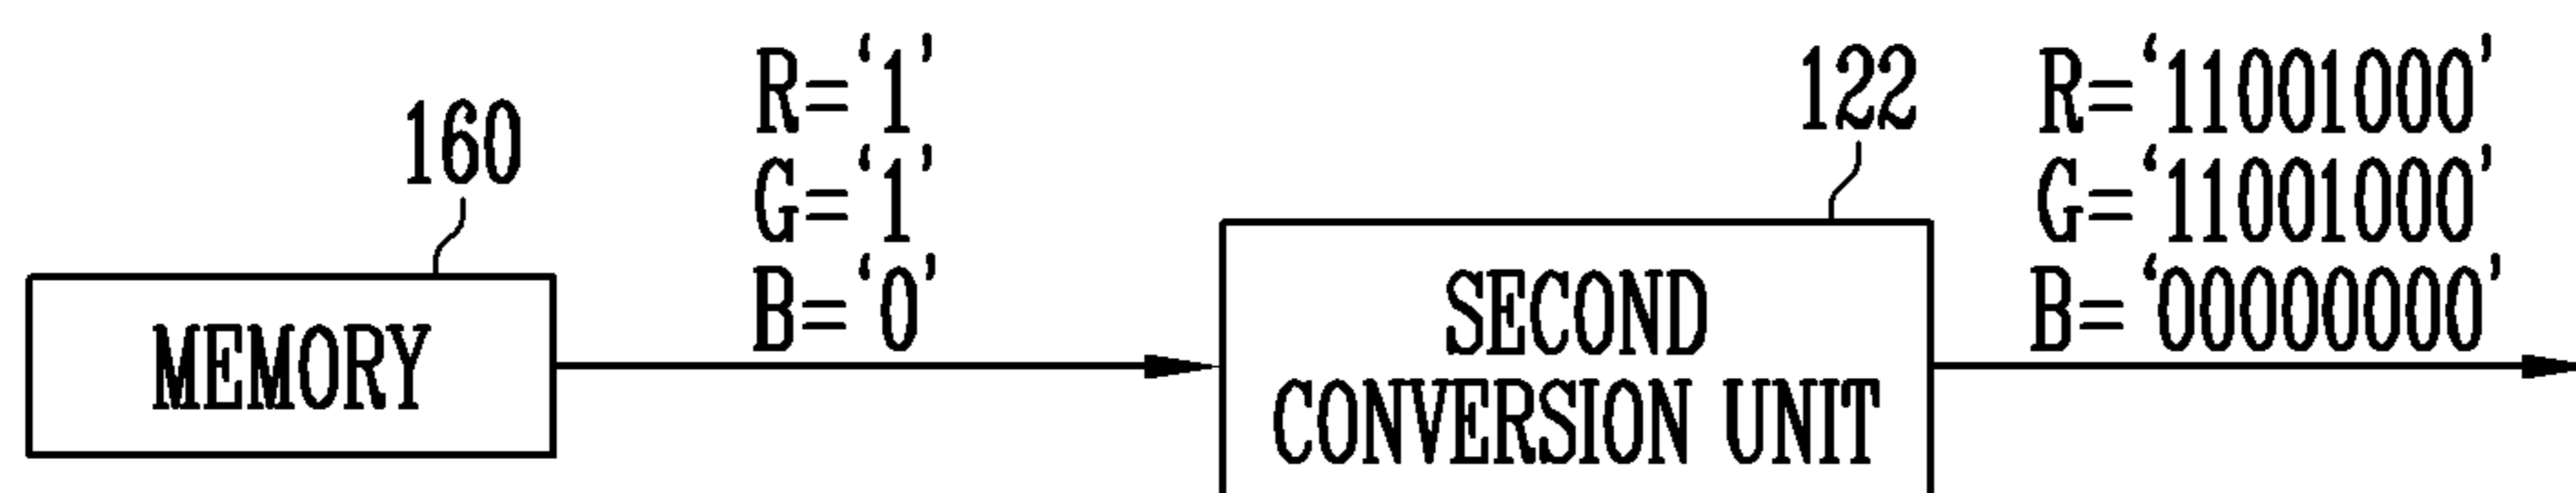 160
MEMORY
R=‘1’
G=‘1’
B=‘0’
122
SECOND
CONVERSION UNIT
R=‘11001000’
G=‘11001000’
B=‘00000000’